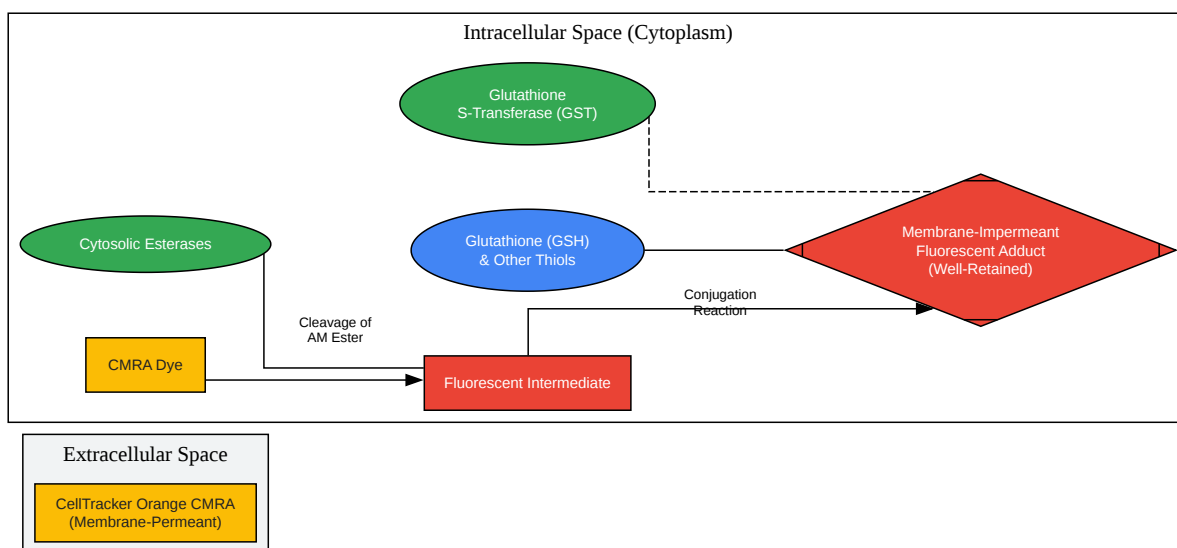 Intracellular Space (Cytoplasm)
Glutathione
S-Transferase (GST)
Cytosolic Esterases
Glutathione (GSH)
& Other Thiols
Membrane-Impermeant
Fluorescent Adduct
(Well-Retained)
Conjugation
Reaction
Cleavage of
AM Ester
CMRA Dye
Fluorescent Intermediate
Extracellular Space
CellTracker Orange CMRA
(Membrane-Permeant)